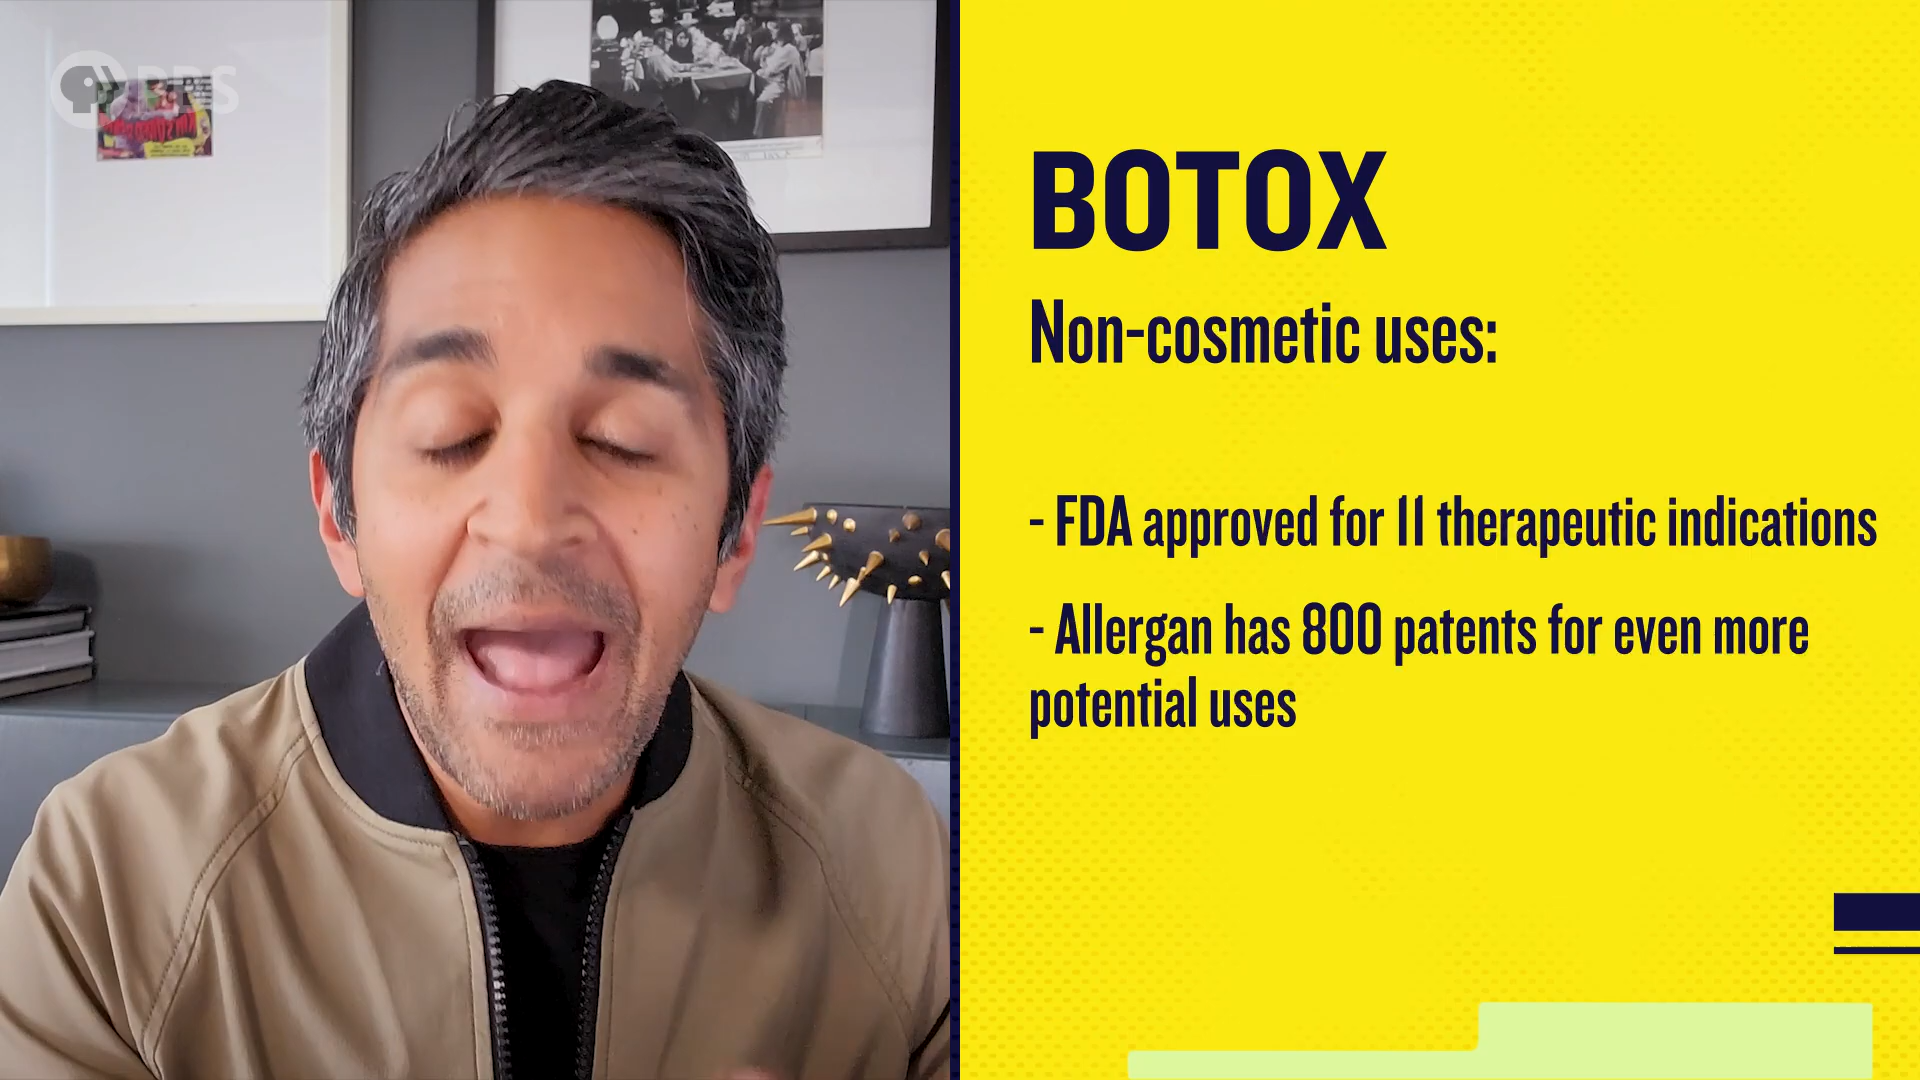 PBS
BOTOX
Non-cosmetic uses:
- FDA approved for 11 therapeutic indications
- Allergan has 800 patents for even more
potential uses